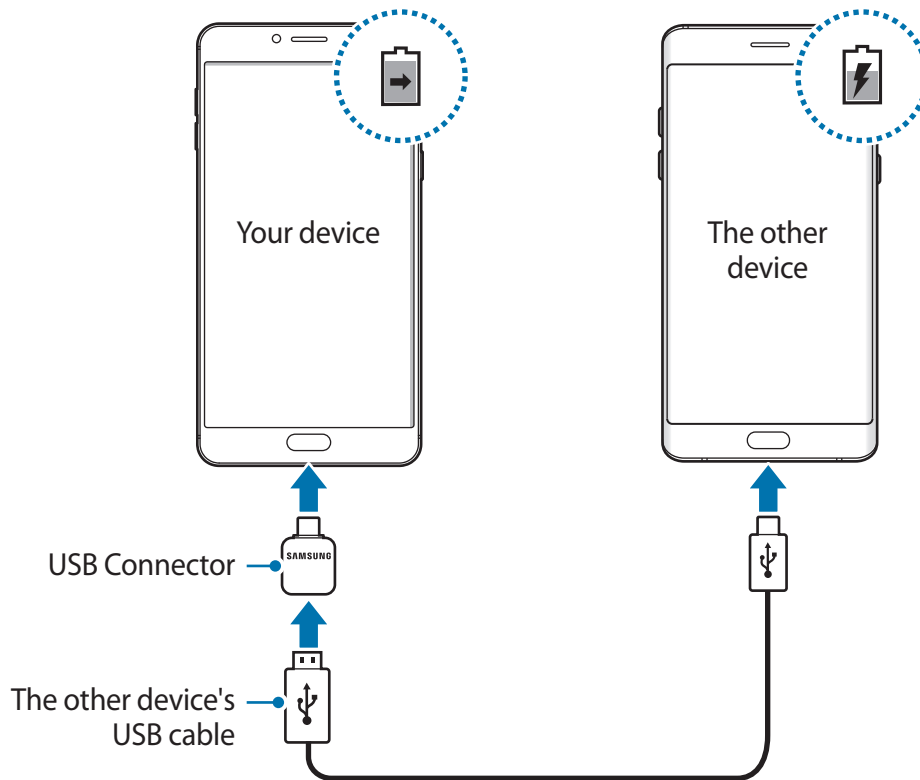 Your device
The other
device
USB Connector
SAMSUNG
The other device's
USB cable